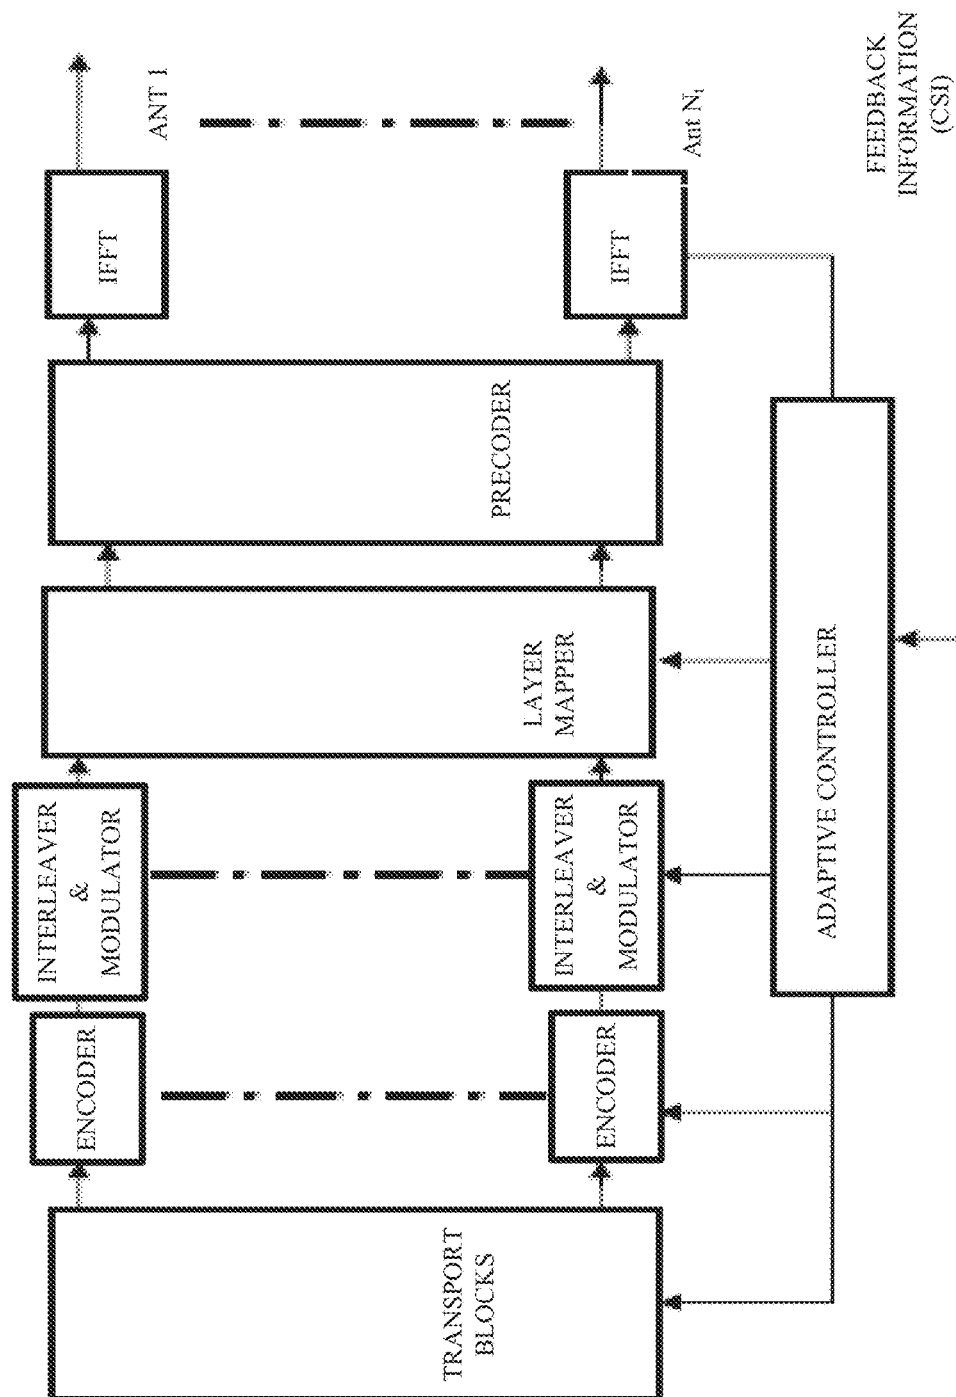 TRANSPORT
BLOCKS
ENCODER
ENCODER
INTERLEAVER
&
MODULATOR
INTERLEAVER
&
MODULATOR
LAYER
MAPPER
PRECODER
IFFT
IFFT
ANT 1
Ant Nt
ADAPTIVE CONTROLLER
FEEDBACK
INFORMATION
(CSI)